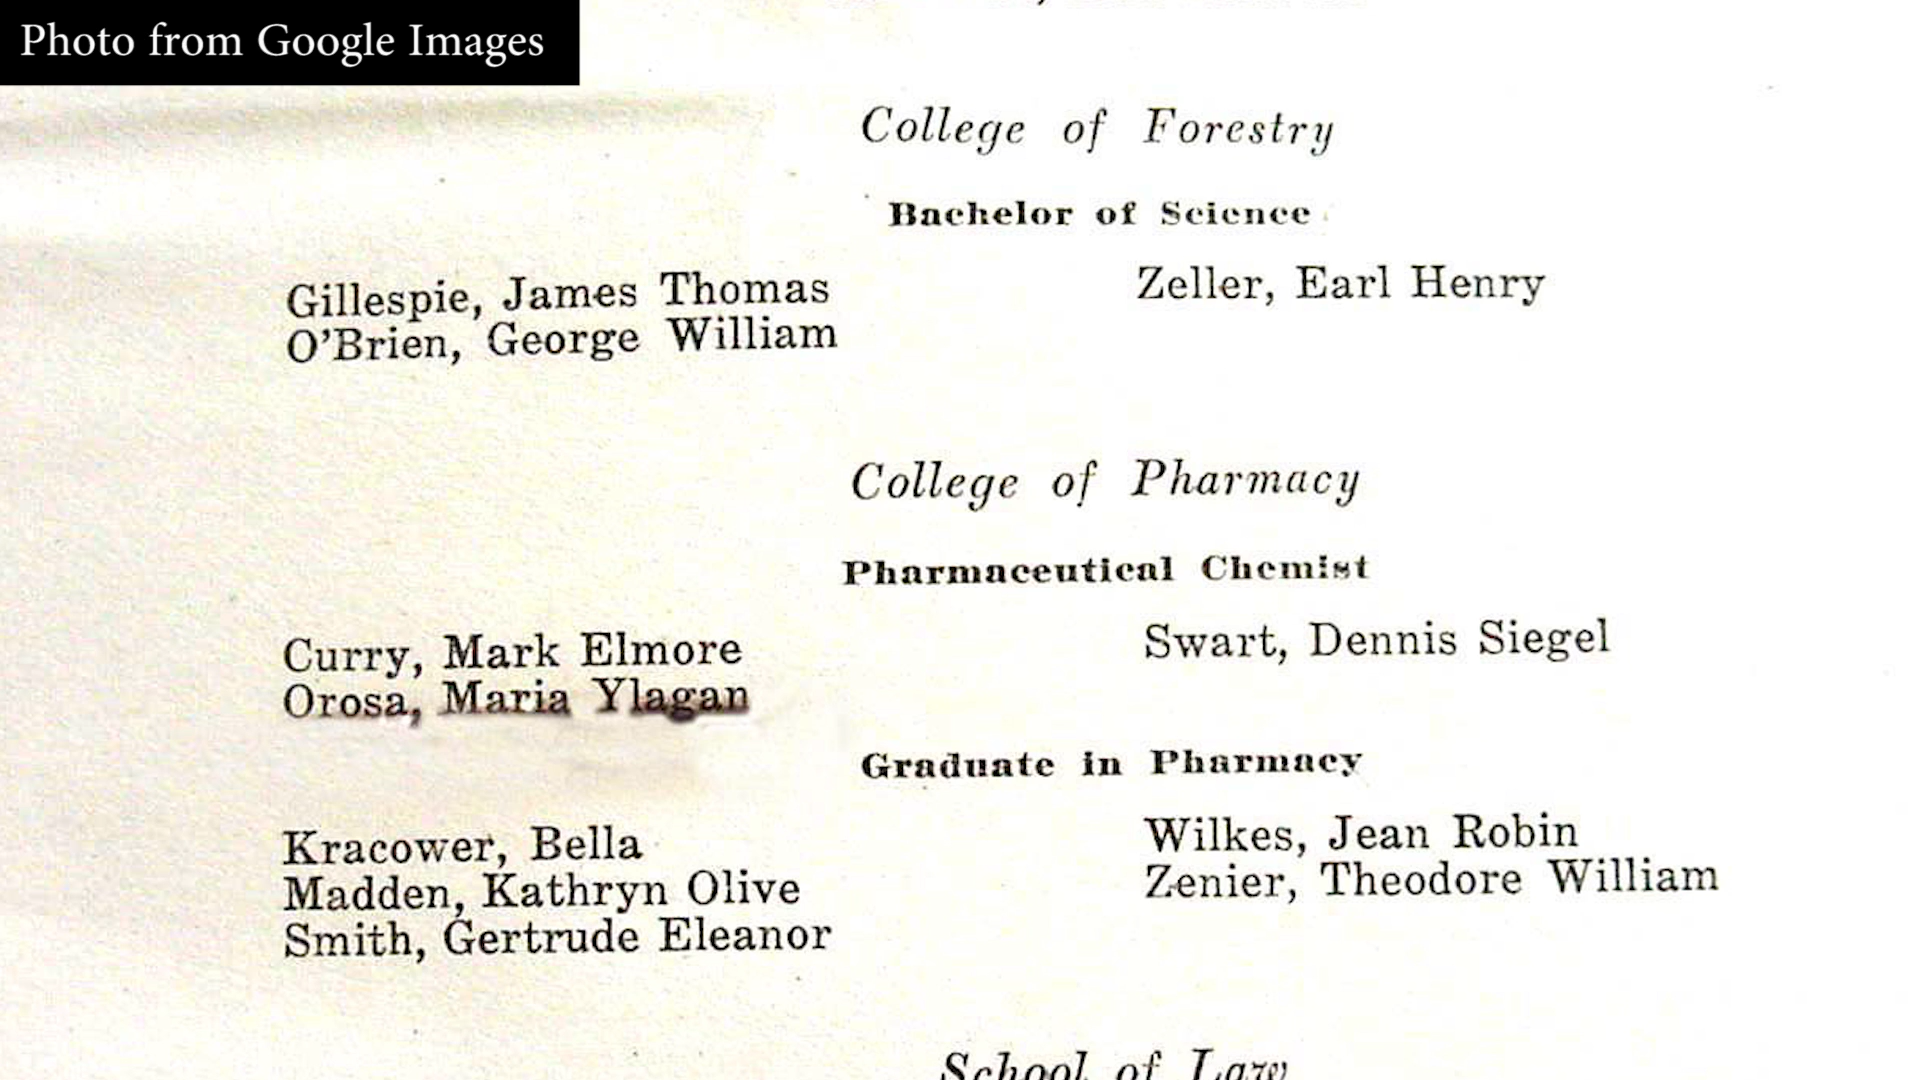 Photo from Google Images
College of Forestry
Bachelor of Science
Gillespie, James Thomas
O'Brien, George William
Zeller, Earl Henry
College of Pharmacy
Pharmaceutical Chemist
Curry, Mark Elmore
Orosa, Maria Ylagan
Swart, Dennis Siegel
Graduate in Pharmacy
Kracower, Bella
Madden, Kathryn Olive
Smith, Gertrude Eleanor
Wilkes, Jean Robin
Zenier, Theodore William
School of Law